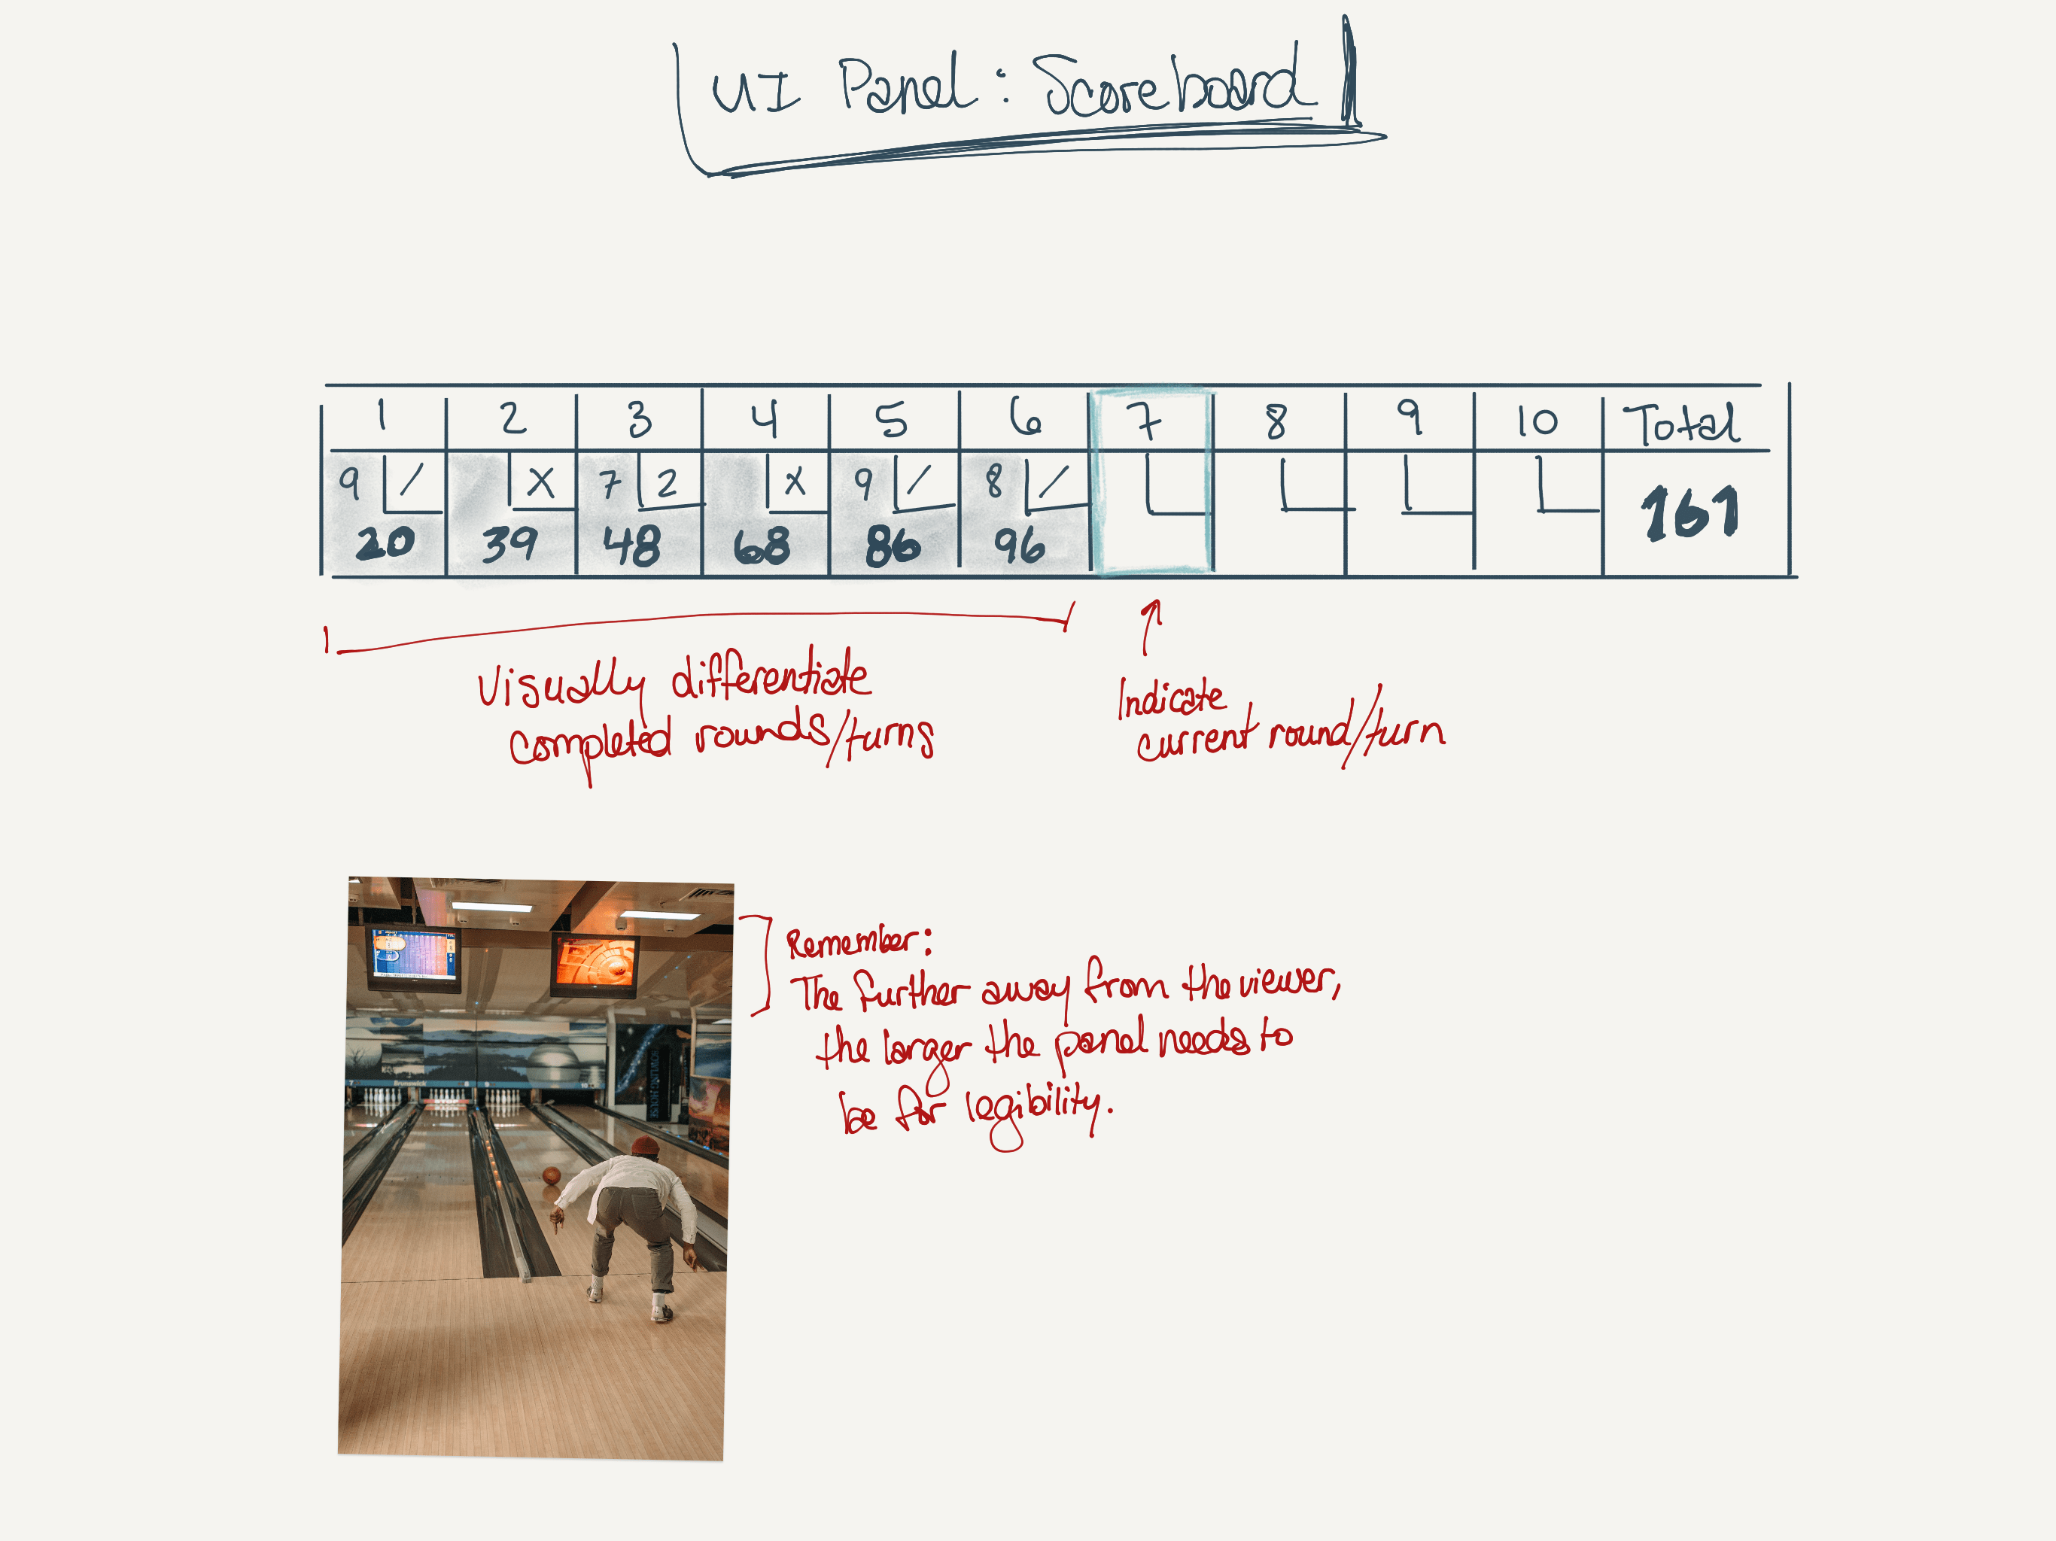 UI Panel: Scoreboard
1 2 3 4 5 6 7 8 9 10 Total
9 / X 7 2 X 9 / 8 /
20 39 48 68 86 96 161
Visually differentiate
completed rounds/turns
Indicate
current round/turn
Remember:
The further away from the viewer,
the larger the panel needs to
be for legibility.